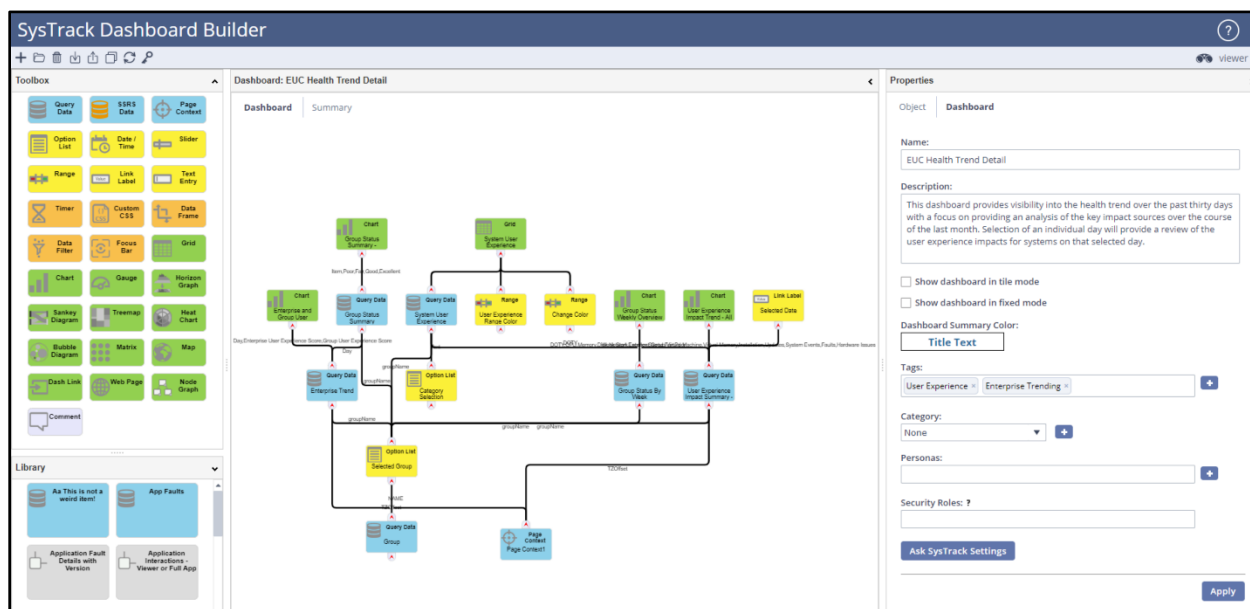 SysTrack Dashboard Builder
?
viewer
Toolbox
Query
Data
SSRS
Data
Page
Context
Option
List
Date /
Time
Slider
Range
Link
Label
Text
Entry
Timer
Custom
CSS
Data
Frame
Data
Filter
Focus
Bar
Grid
Chart
Gauge
Horizon
Graph
Sankey
Diagram
Treemap
Heat
Chart
Bubble
Diagram
Matrix
Map
Dash Link
Web Page
Node
Graph
Comment
Library
Aa This is not a
weird item!
App Faults
Application Fault
Details with
Version
Application
Interactions -
Viewer or Full App
Dashboard: EUC Health Trend Detail
Dashboard
Summary
Chart
Group Status
Summary -
Grid
System User
Experience
Item,Poor,Fair,Good,Excellent
Chart
Enterprise and
Group User
Query Data
Group Status
Summary
Query Data
System User
Experience
Range
User Experience
Range Color
Range
Change Color
Chart
Group Status
Weekly Overview
Chart
User Experience
Impact Trend - All
Link Label
Selected Date
Day,Enterprise User Experience Score,Group User Experience Score
Day
groupName
groupName
Query Data
Enterprise Trend
Option List
Category
Selection
Query Data
Group Status By
Week
Query Data
User Experience
Impact Summary -
groupName
groupName
groupName
Option List
Selected Group
TZOffset
NAME
Query Data
Group
Page
Context
Page Context1
Properties
Object
Dashboard
Name:
EUC Health Trend Detail
Description:
This dashboard provides visibility into the health trend over the past thirty days
with a focus on providing an analysis of the key impact sources over the course
of the last month. Selection of an individual day will provide a review of the
user experience impacts for systems on that selected day.
Show dashboard in tile mode
Show dashboard in fixed mode
Dashboard Summary Color:
Title Text
Tags:
User Experience ×
Enterprise Trending ×
Category:
None
Personas:
Security Roles: ?
Ask SysTrack Settings
Apply